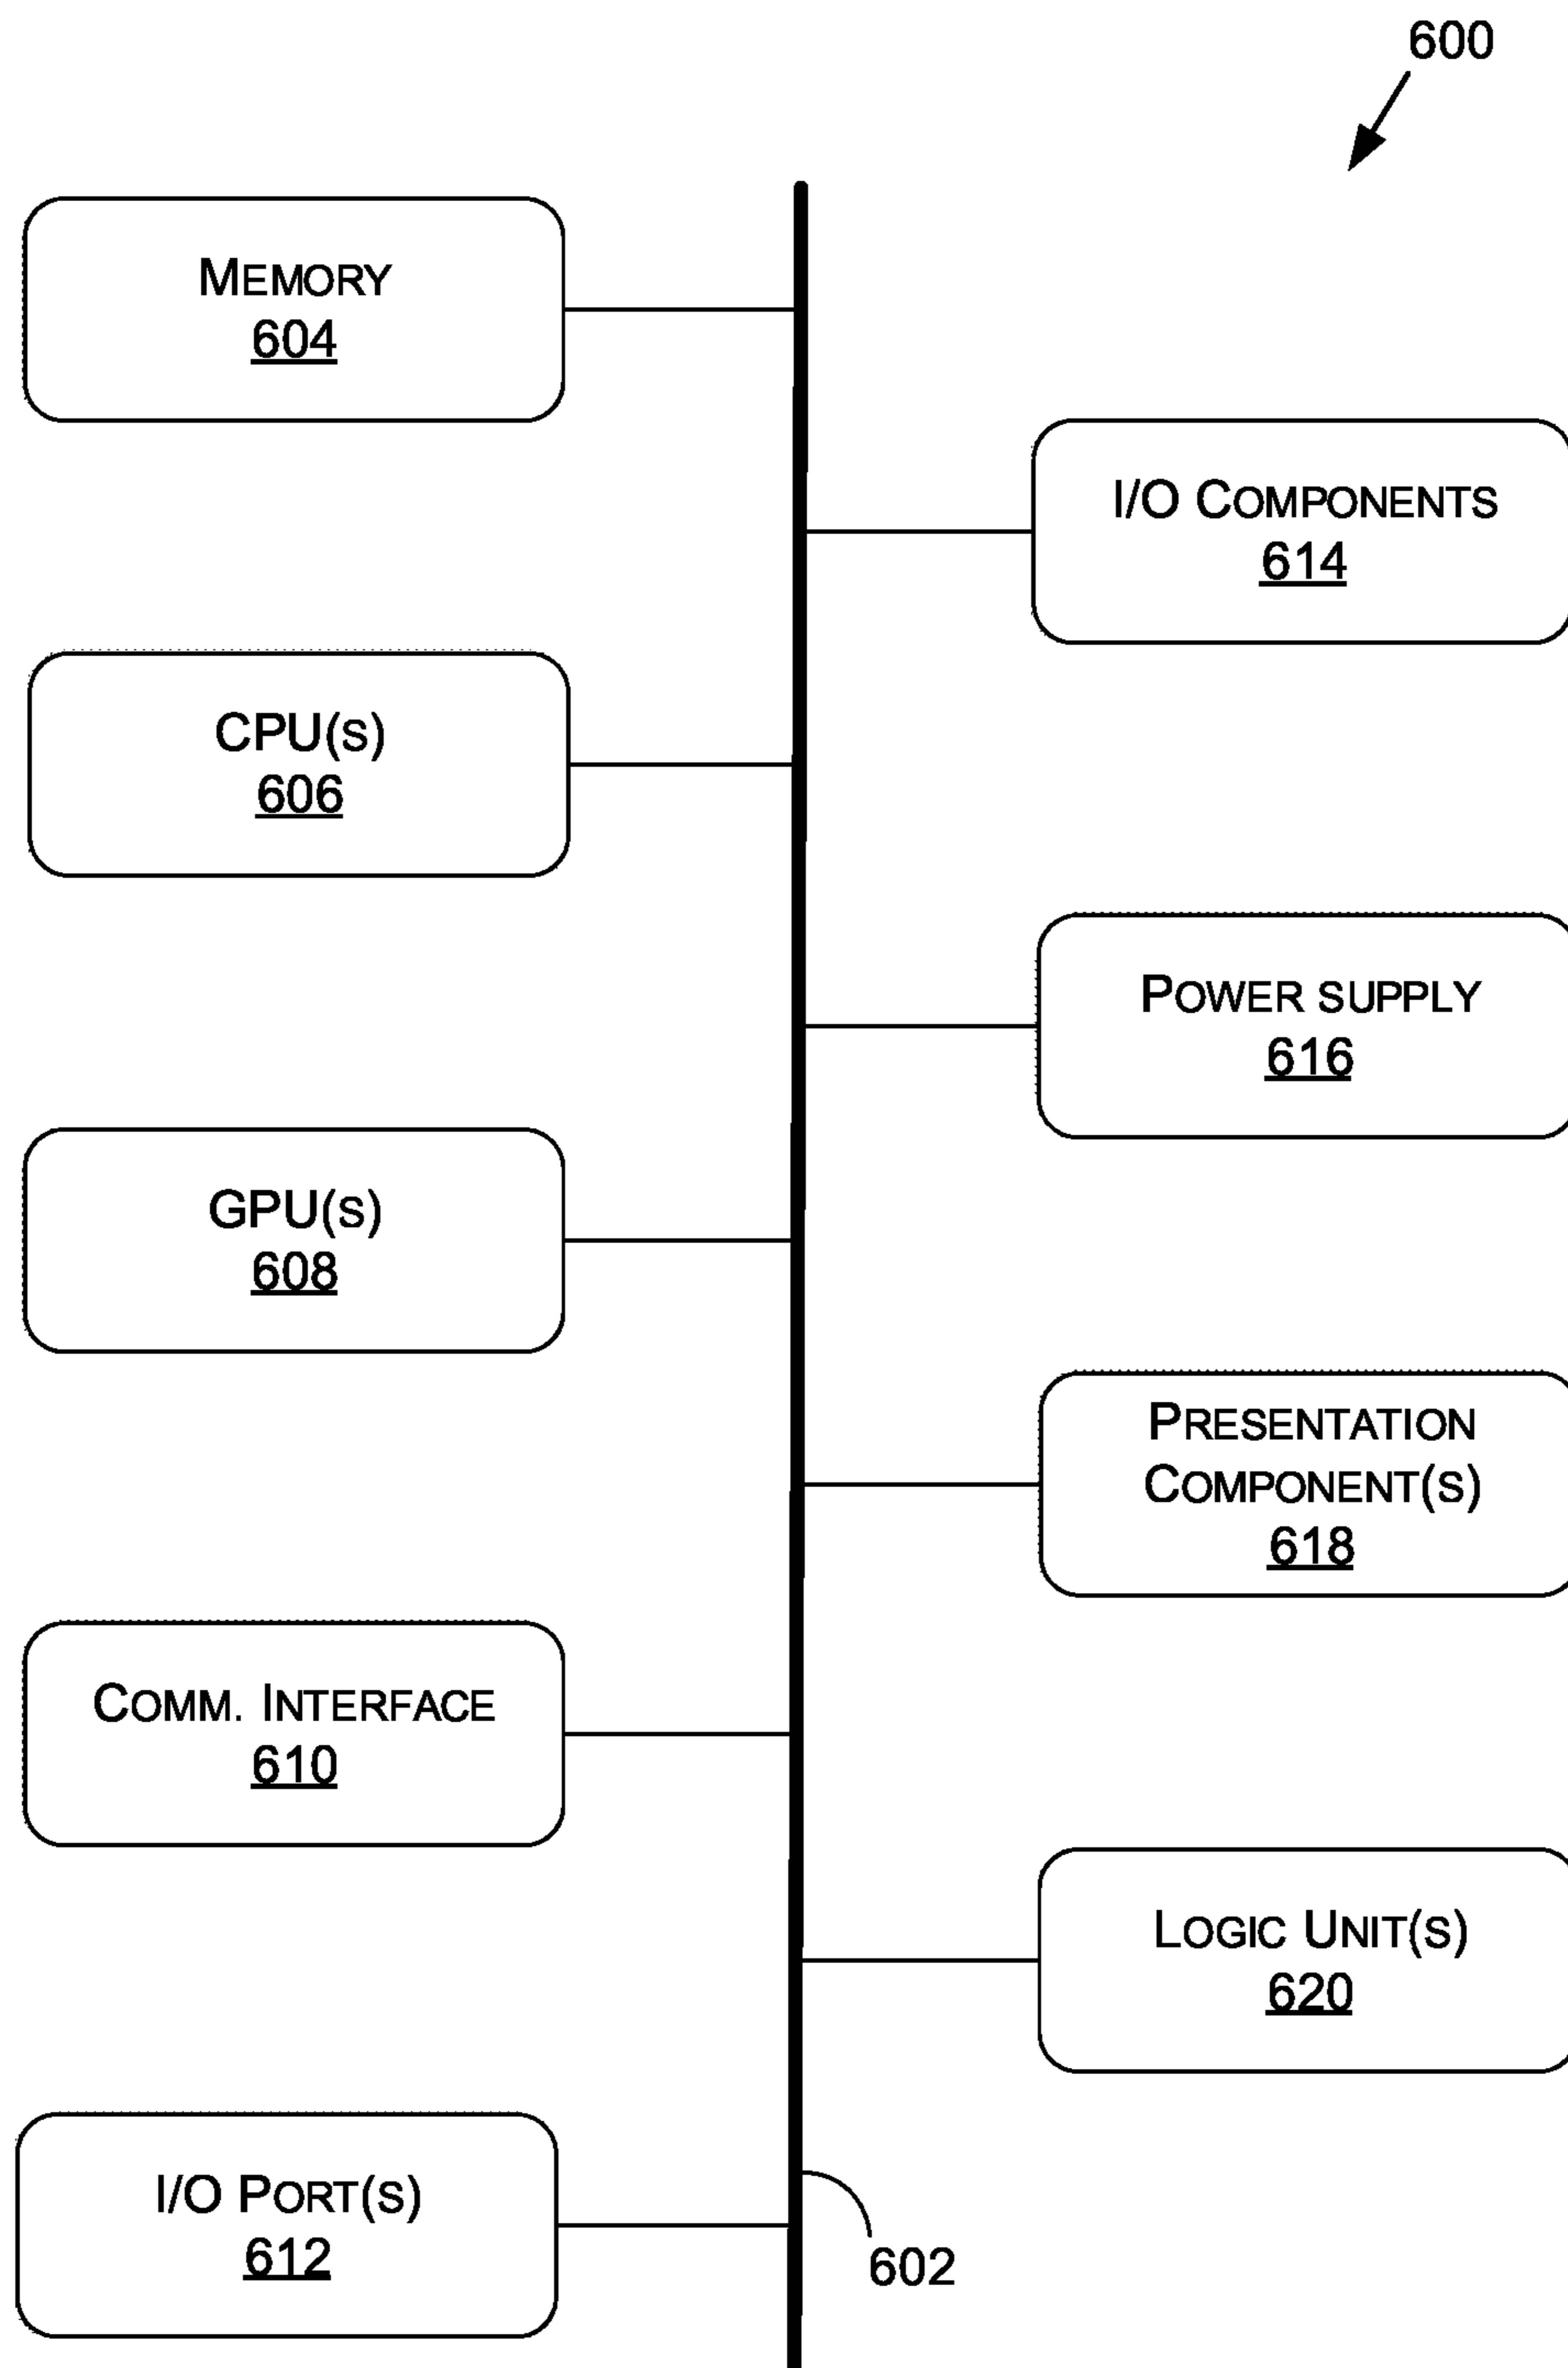 600
MEMORY
604
I/O COMPONENTS
614
CPU(S)
606
POWER SUPPLY
616
GPU(S)
608
PRESENTATION
COMPONENT(S)
618
COMM. INTERFACE
610
LOGIC UNIT(S)
620
I/O PORT(S)
612
602